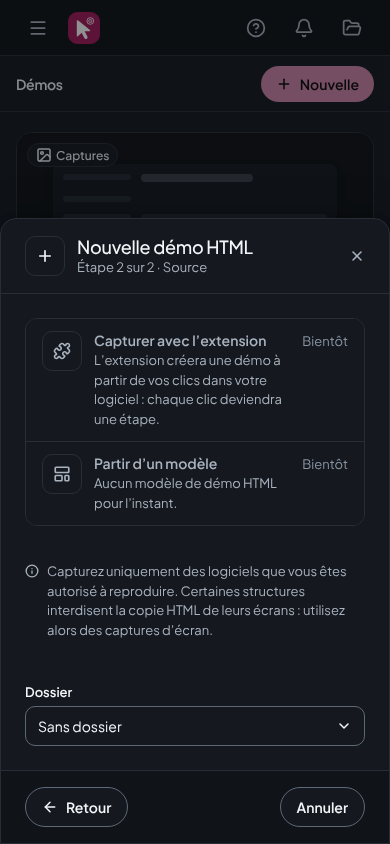 Démos
Nouvelle
Captures
Nouvelle démo HTML
Étape 2 sur 2 · Source
Capturer avec l’extension
Bientôt
L’extension créera une démo à
partir de vos clics dans votre
logiciel : chaque clic deviendra
une étape.
Partir d’un modèle
Bientôt
Aucun modèle de démo HTML
pour l’instant.
Capturez uniquement des logiciels que vous êtes
autorisé à reproduire. Certaines structures
interdisent la copie HTML de leurs écrans : utilisez
alors des captures d’écran.
Dossier
Sans dossier
Retour
Annuler